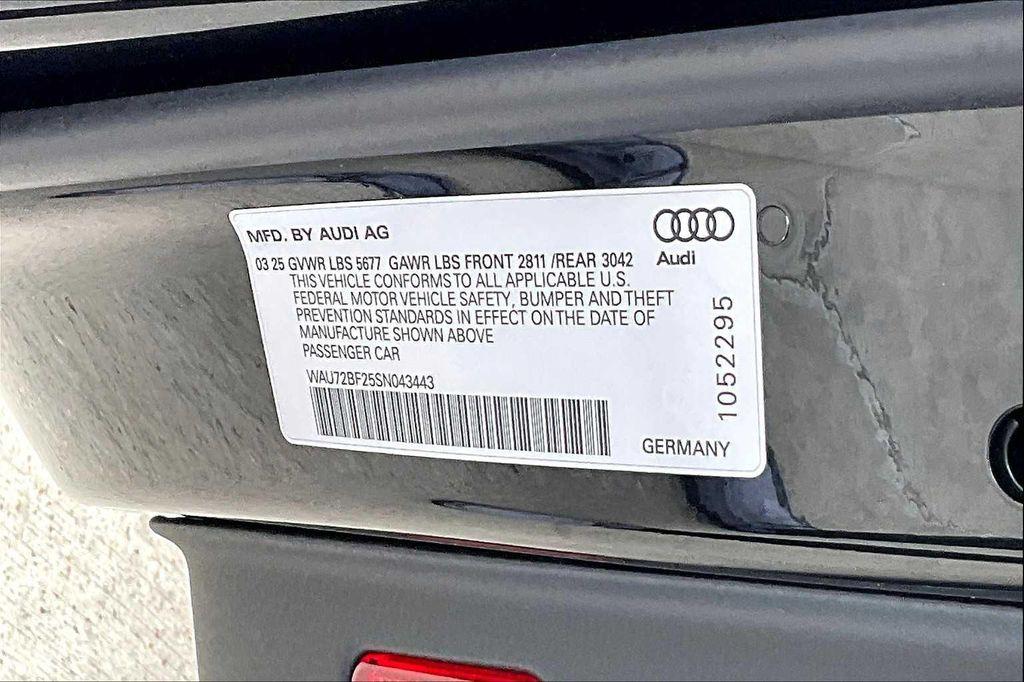 MFD. BY AUDI AG
03 25 GVWR LBS 5677 GAWR LBS FRONT 2811 /REAR 3042
THIS VEHICLE CONFORMS TO ALL APPLICABLE U.S.
FEDERAL MOTOR VEHICLE SAFETY, BUMPER AND THEFT
PREVENTION STANDARDS IN EFFECT ON THE DATE OF
MANUFACTURE SHOWN ABOVE
PASSENGER CAR
WAU72BF25SN043443
Audi
1052295
GERMANY